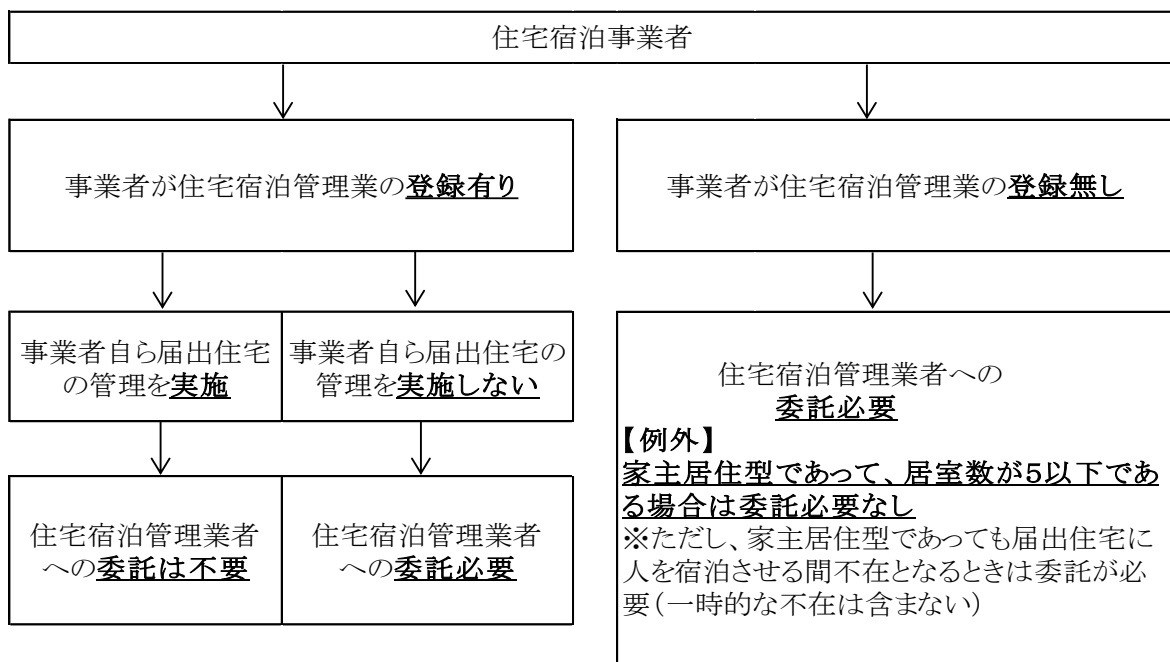 住宅宿泊事業者
事業者が住宅宿泊管理業の登録有り
事業者が住宅宿泊管理業の登録無し
事業者自ら届出住宅
の管理を実施
事業者自ら届出住宅の
管理を実施しない
住宅宿泊管理業者
への委託は不要
住宅宿泊管理業者
への委託必要
住宅宿泊管理業者への
委託必要
【例外】
家主居住型であって、居室数が5以下であ
る場合は委託必要なし
※ただし、家主居住型であっても届出住宅に
人を宿泊させる間不在となるときは委託が必
要(一時的な不在は含まない)